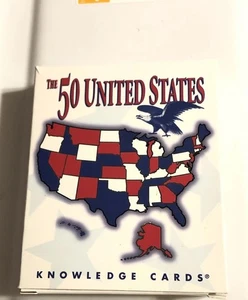 THE 50 UNITED STATES
KNOWLEDGE CARDS®